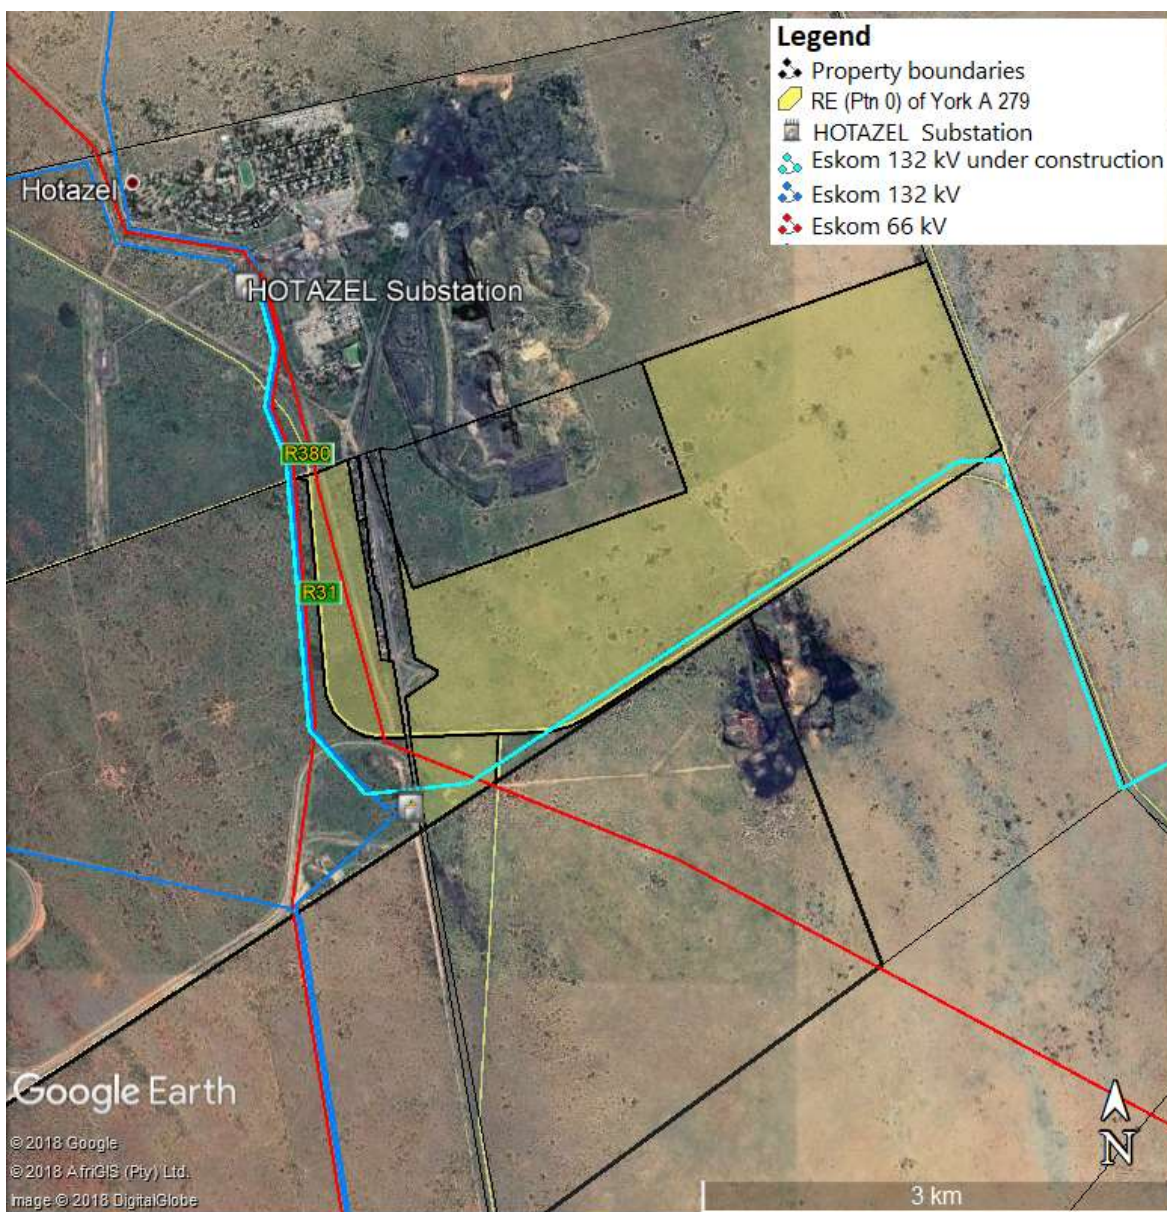 Legend
Property boundaries
RE (Ptn 0) of York A 279
HOTAZEL Substation
Eskom 132 kV under construction
Eskom 132 kV
Eskom 66 kV
Hotazel
HOTAZEL Substation
R380
R31
Google Earth
© 2018 Google
© 2018 AfriGIS (Pty) Ltd.
Image © 2018 DigitalGlobe
N
3 km